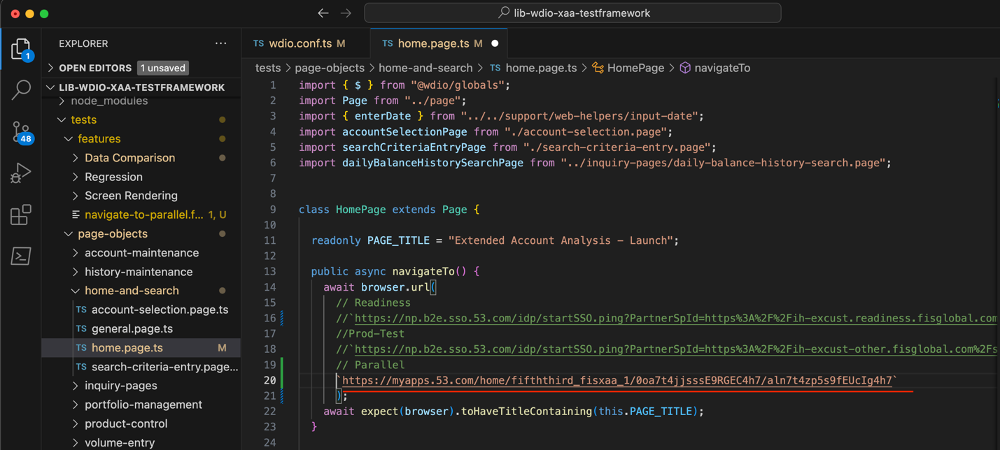 lib-wdio-xaa-testframework
EXPLORER
TS wdio.conf.ts M
TS home.page.ts M
OPEN EDITORS 1 unsaved
tests > page-objects > home-and-search > TS home.page.ts > HomePage > navigateTo
LIB-WDIO-XAA-TESTFRAMEWORK
node_modules
tests
features
Data Comparison
Regression
Screen Rendering
navigate-to-parallel.f... 1, U
page-objects
account-maintenance
history-maintenance
home-and-search
TS account-selection.page.ts
TS general.page.ts
TS home.page.ts M
TS search-criteria-entry.page...
inquiry-pages
portfolio-management
product-control
volume-entry
1
48
1 import { $ } from "@wdio/globals";
2 import Page from "../page";
3 import { enterDate } from "../../support/web-helpers/input-date";
4 import accountSelectionPage from "./account-selection.page";
5 import searchCriteriaEntryPage from "./search-criteria-entry.page";
6 import dailyBalanceHistorySearchPage from "../inquiry-pages/daily-balance-history-search.page";
7
8
9 class HomePage extends Page {
10
11 readonly PAGE_TITLE = "Extended Account Analysis - Launch";
12
13 public async navigateTo() {
14 await browser.url(
15 // Readiness
16 //`https://np.b2e.sso.53.com/idp/startSSO.ping?PartnerSpId=https%3A%2F%2Fih-excust.readiness.fisglobal.com
17 //Prod-Test
18 //`https://np.b2e.sso.53.com/idp/startSSO.ping?PartnerSpId=https%3A%2F%2Fih-excust-other.fisglobal.com%2Fs
19 // Parallel
20 `https://myapps.53.com/home/fifththird_fisxaa_1/0oa7t4jjsssE9RGEC4h7/aln7t4zp5s9fEUcIg4h7`
21 );
22 await expect(browser).toHaveTitleContaining(this.PAGE_TITLE);
23 }
24